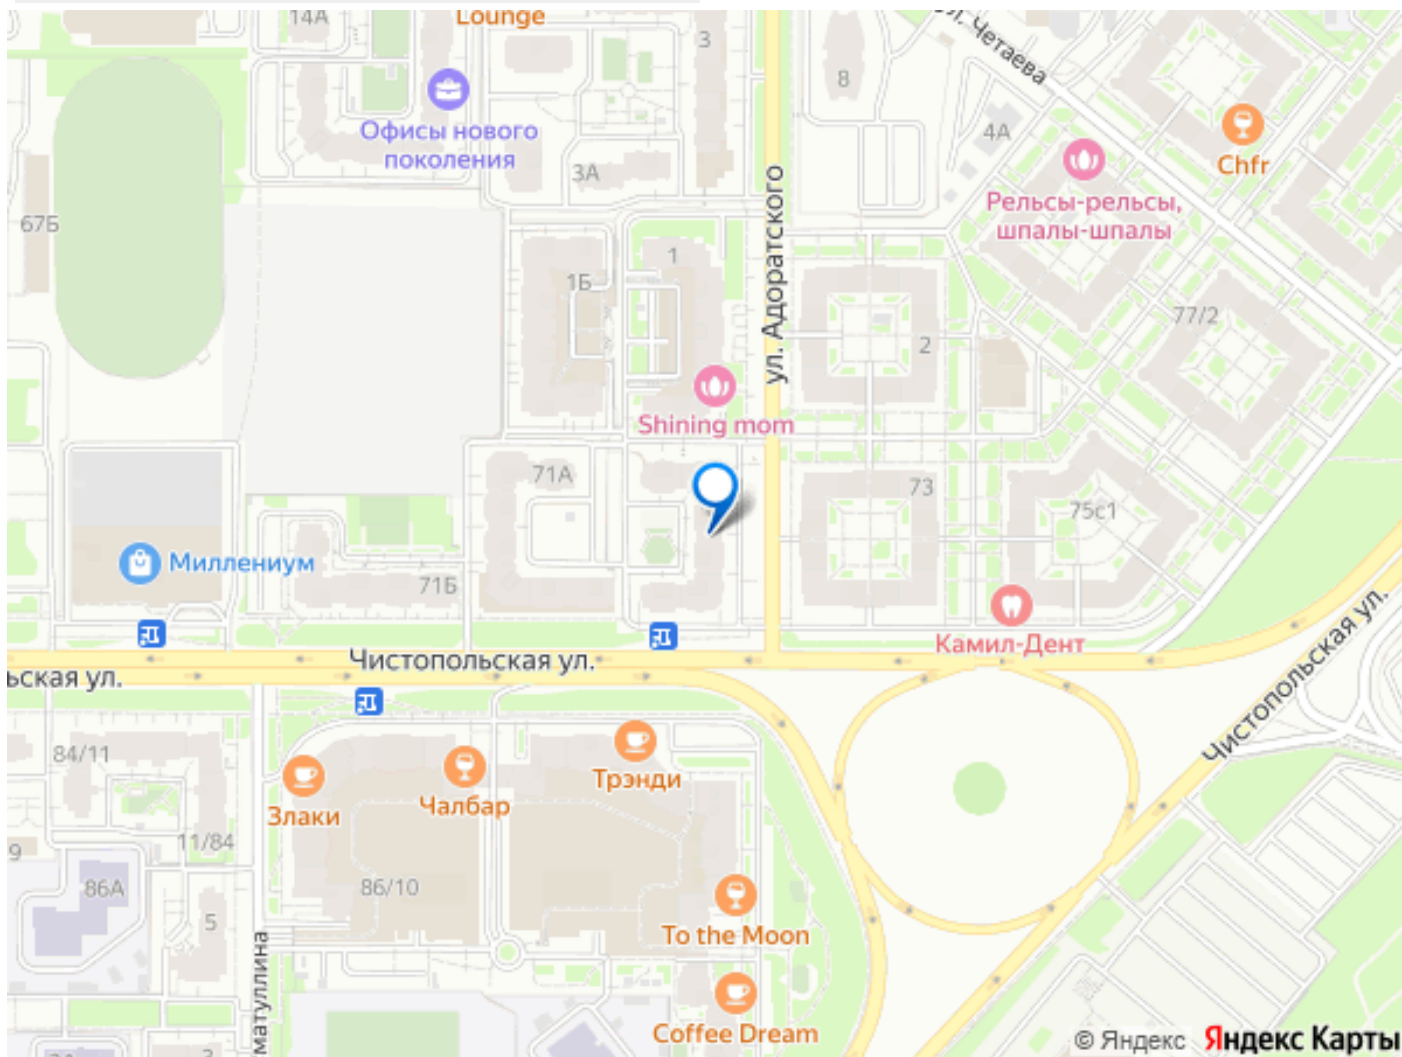 14А
Lounge
3
ул. Четаева
8
4А
Офисы нового
поколения
3А
Chfr
Рельсы-рельсы,
шпалы-шпалы
67Б
1
1Б
ул. Адоратского
77/2
2
Shining mom
71А
73
75с1
Миллениум
71Б
Камил-Дент
Чистопольская ул.
ьская ул.
Чистопольская ул.
84/11
Трэнди
Чалбар
Злаки
11/84
9
86А
86/10
5
To the Moon
матуллина
Coffee Dream
© Яндекс Яндекс Карты